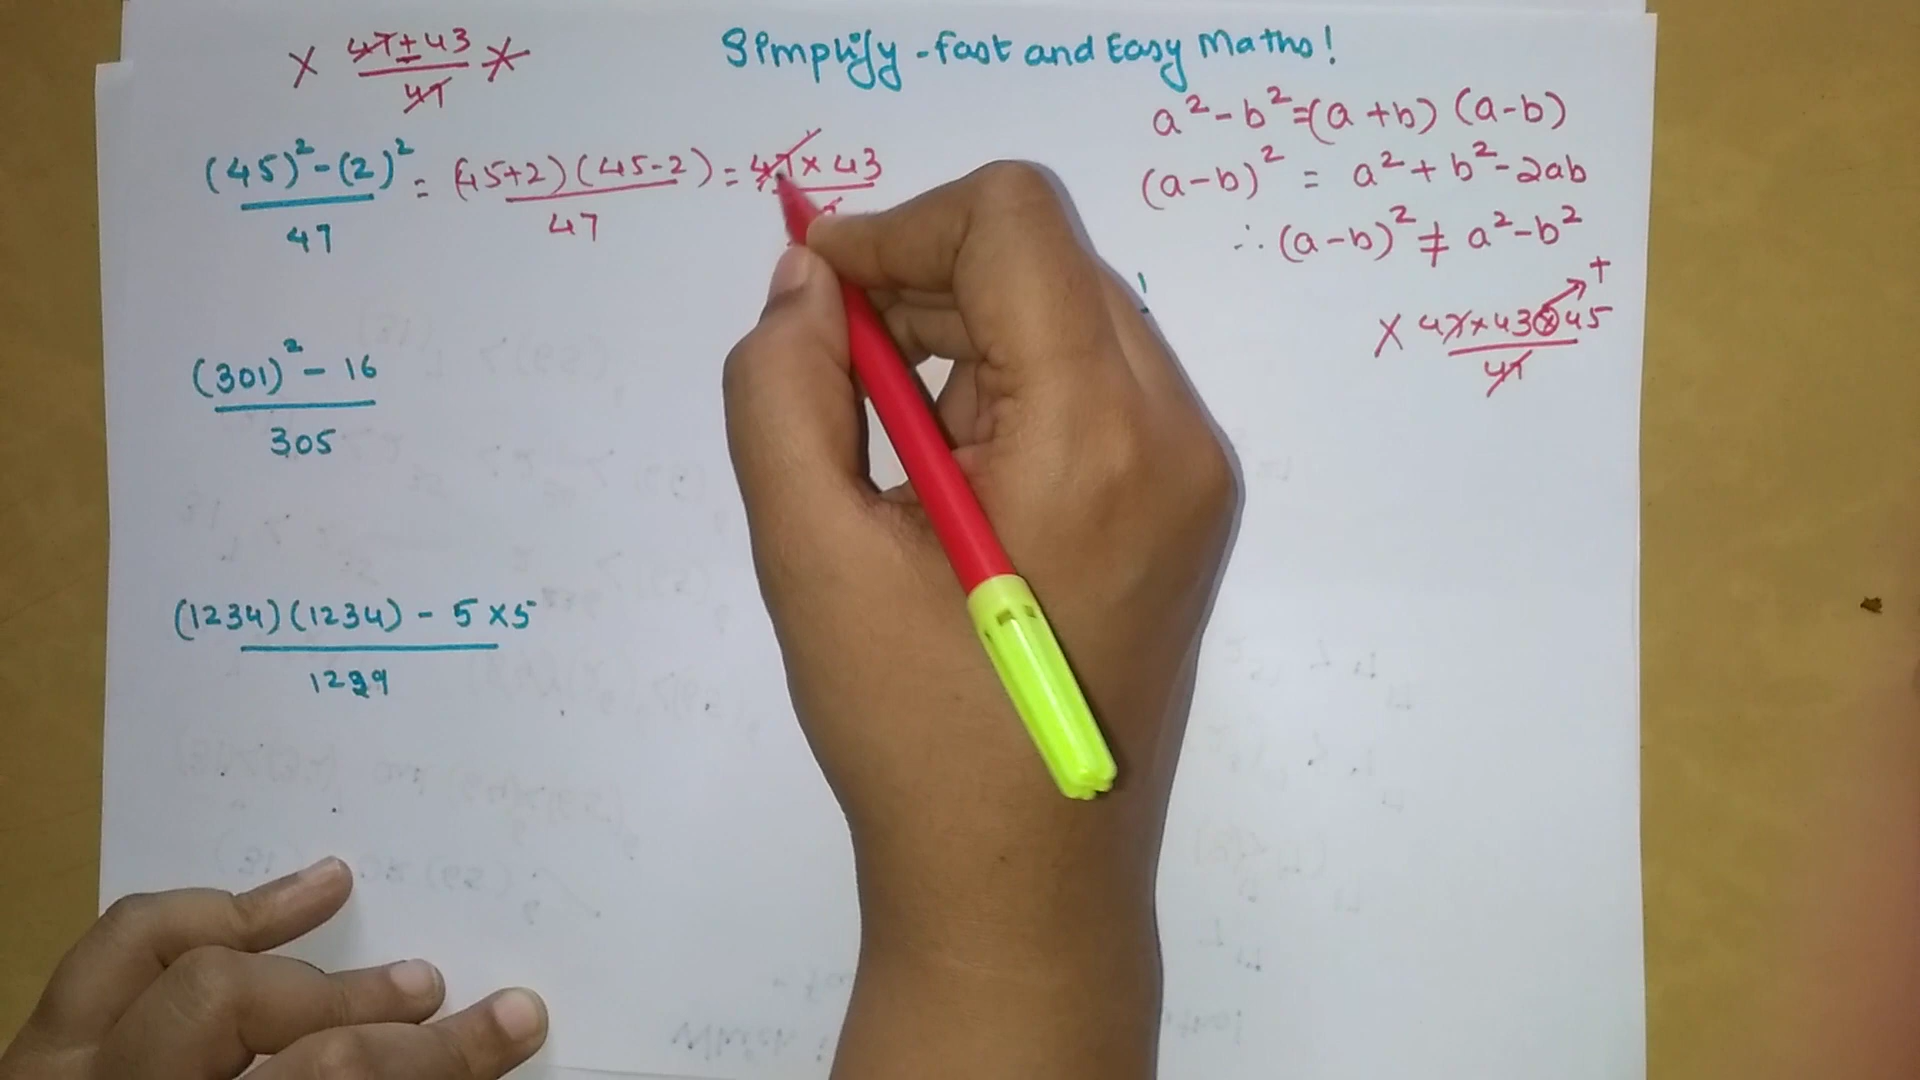 Simplify - fast and Easy Maths!
× 47+43 ×
47
a² - b² = (a + b) (a - b)
(45)² - (2)² = (45+2) (45-2) = 47 × 43
47 47
(a - b)² = a² + b² - 2ab
∴ (a - b)² ≠ a² - b²
+
× 47 × 43 × 45
47
(301)² - 16
305
(1234) (1234) - 5 × 5
1239